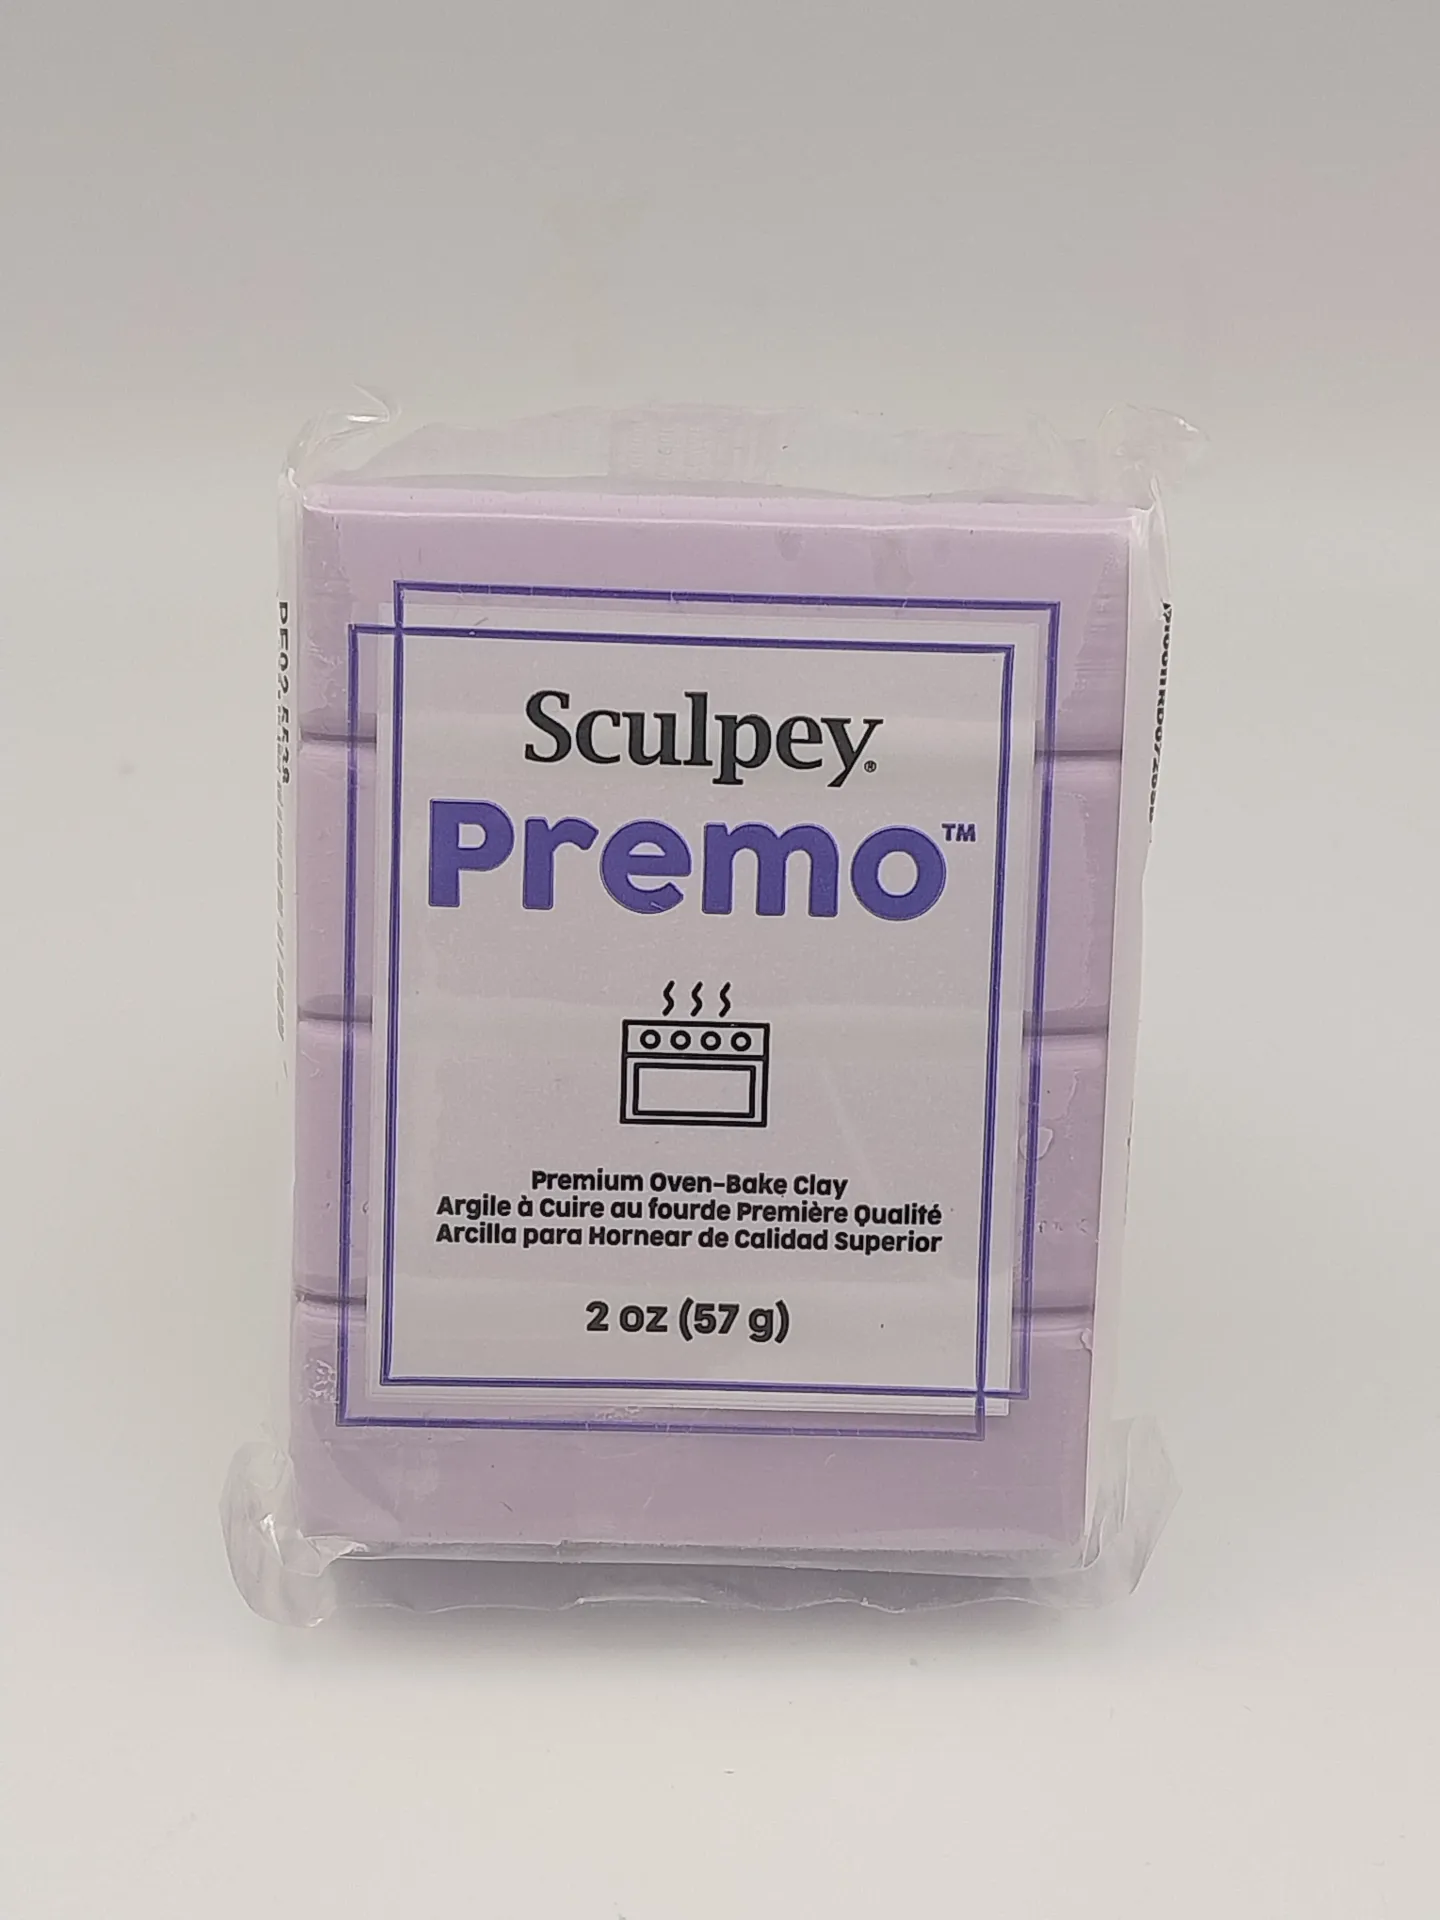 Sculpey®
Premo™
Premium Oven-Bake Clay
Argile à Cuire au fourde Première Qualité
Arcilla para Hornear de Calidad Superior
2 oz (57 g)